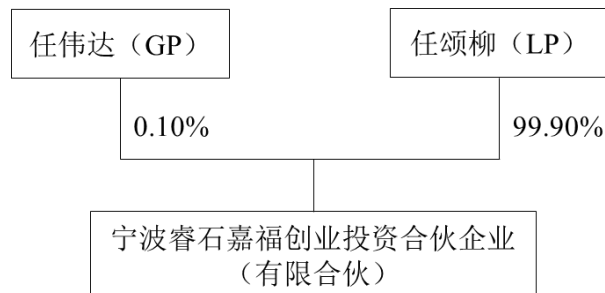 任伟达（GP）
任颂柳（LP）
0.10%
99.90%
宁波睿石嘉福创业投资合伙企业
（有限合伙）